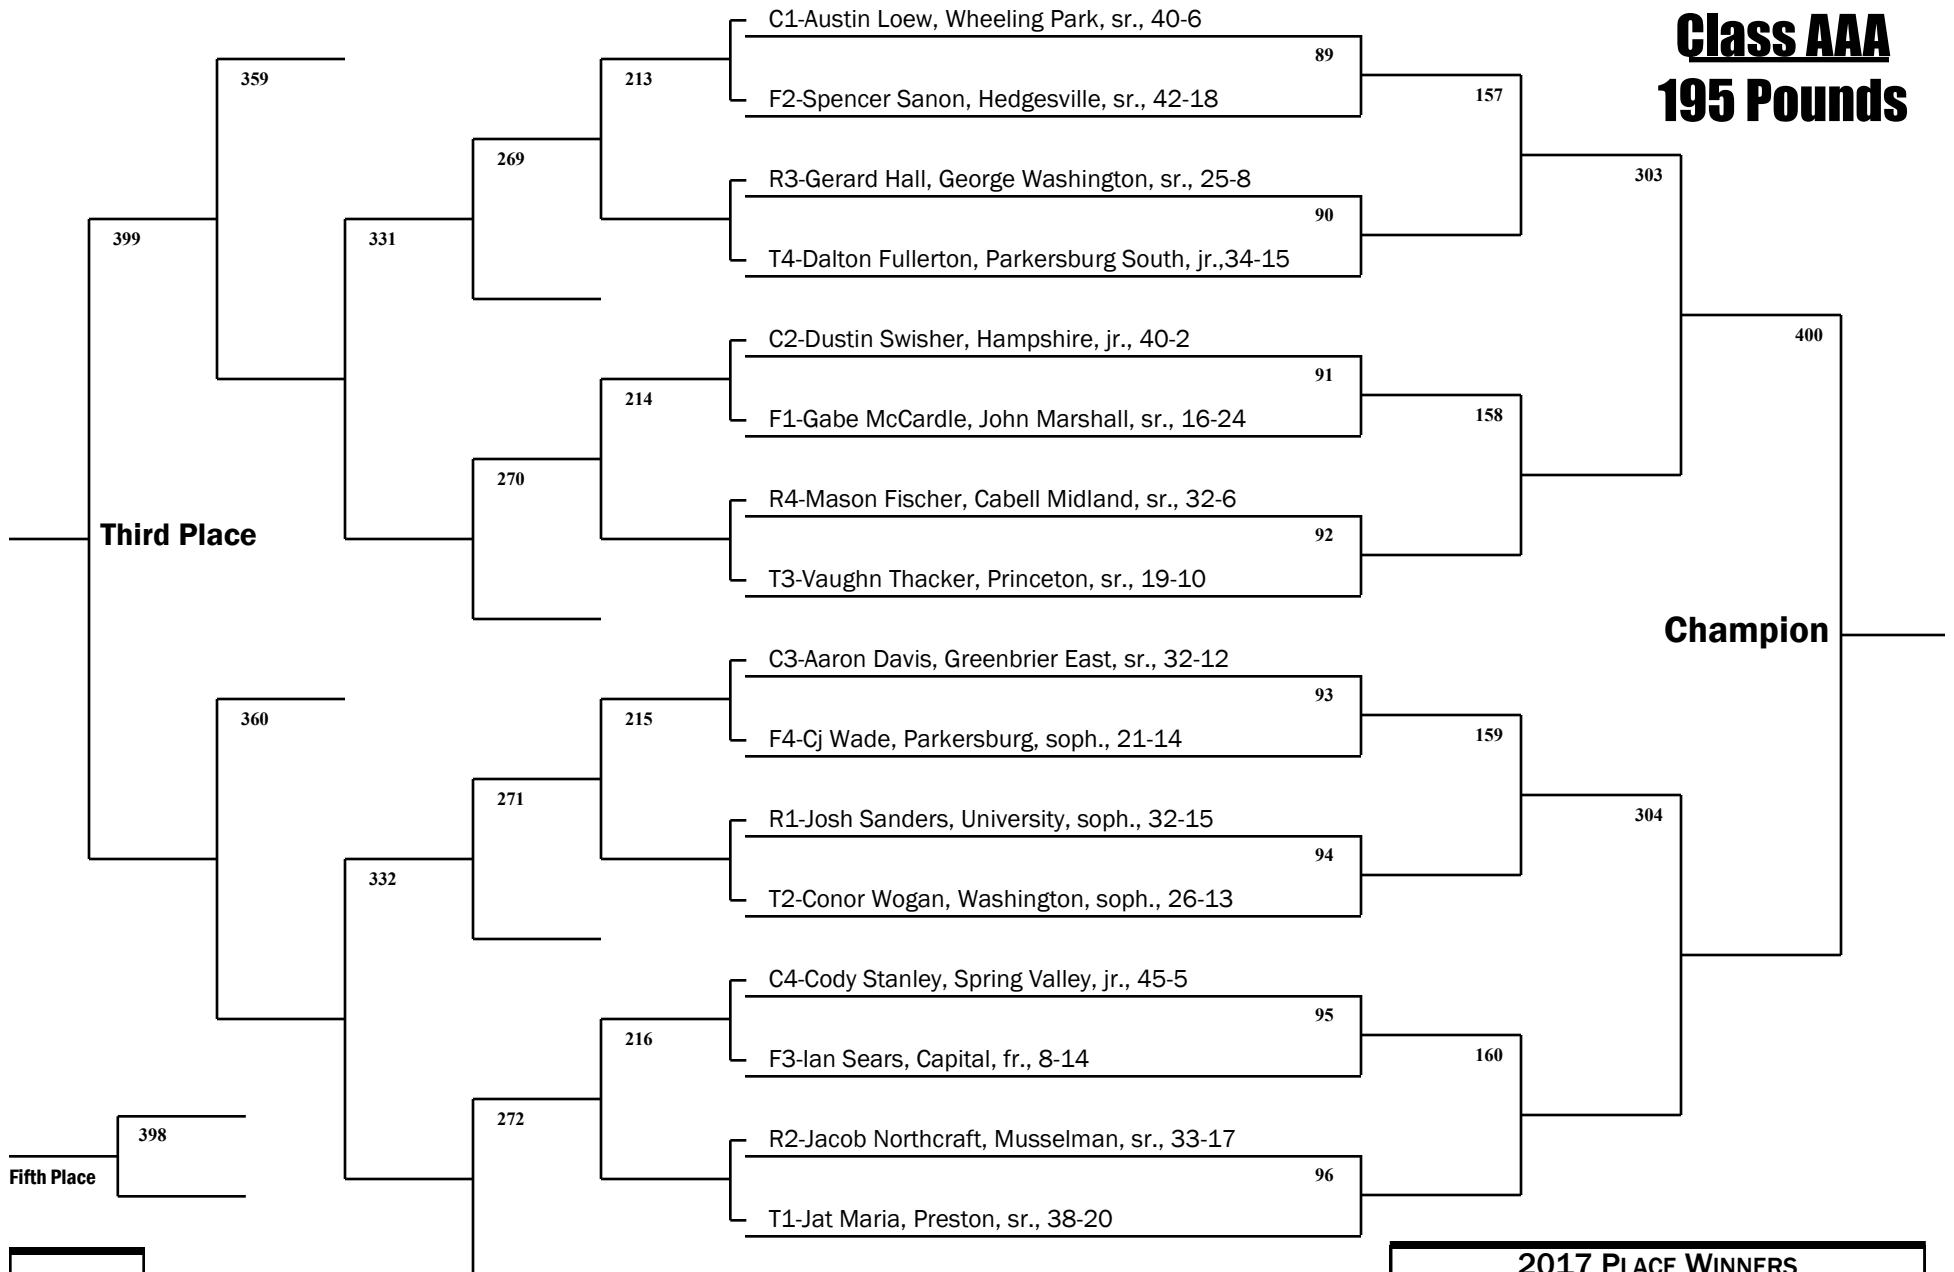 C1-Austin Loew, Wheeling Park, sr., 40-6
Class AAA
195 Pounds
359
213
89
F2-Spencer Sanon, Hedgesville, sr., 42-18
157
269
R3-Gerard Hall, George Washington, sr., 25-8
303
399
331
90
T4-Dalton Fullerton, Parkersburg South, jr.,34-15
C2-Dustin Swisher, Hampshire, jr., 40-2
400
214
91
F1-Gabe McCardle, John Marshall, sr., 16-24
158
270
R4-Mason Fischer, Cabell Midland, sr., 32-6
Third Place
92
T3-Vaughn Thacker, Princeton, sr., 19-10
Champion
C3-Aaron Davis, Greenbrier East, sr., 32-12
360
215
93
F4-Cj Wade, Parkersburg, soph., 21-14
159
271
R1-Josh Sanders, University, soph., 32-15
304
332
94
T2-Conor Wogan, Washington, soph., 26-13
C4-Cody Stanley, Spring Valley, jr., 45-5
216
95
F3-Ian Sears, Capital, fr., 8-14
160
272
398
R2-Jacob Northcraft, Musselman, sr., 33-17
Fifth Place
96
T1-Jat Maria, Preston, sr., 38-20
2017 PLACE WINNERS